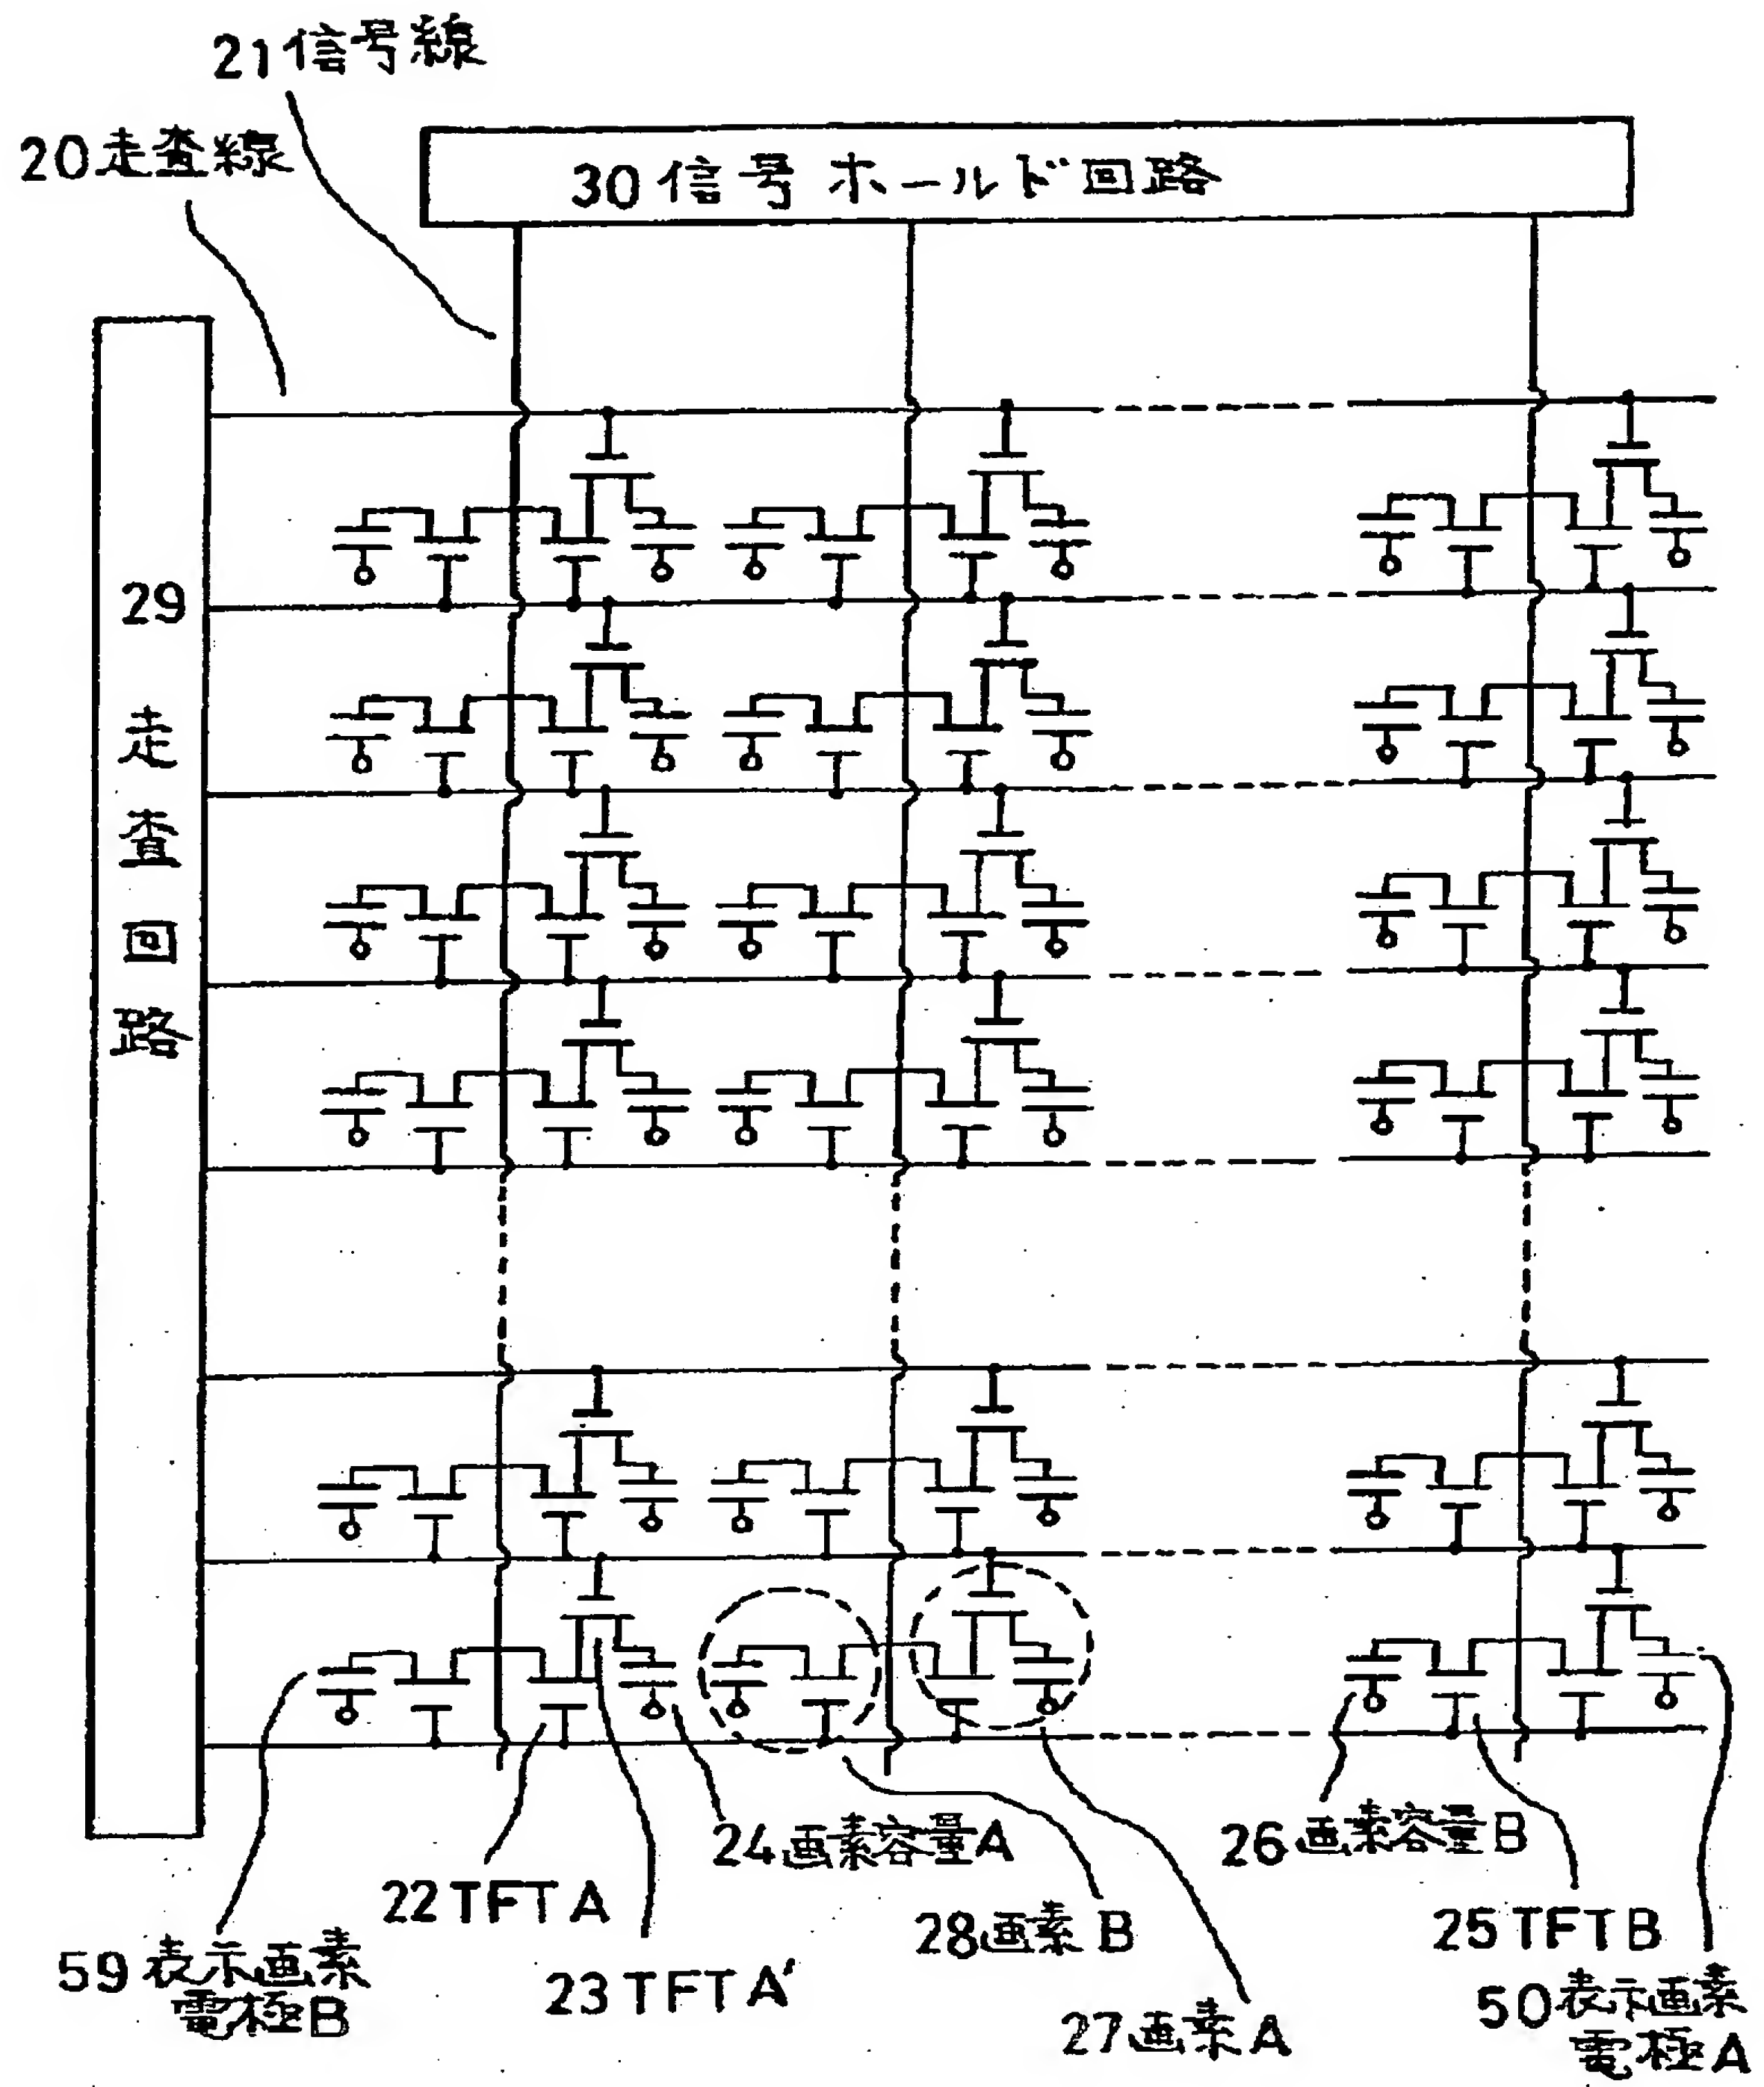 21信号線
20走査線
30信号ホールド回路
29
走
査
回
路
24画素容量A
26画素容量B
22TFTA
28画素B
25TFTB
59表示画素
電極B
23TFTA'
27画素A
50表示画素
電極A